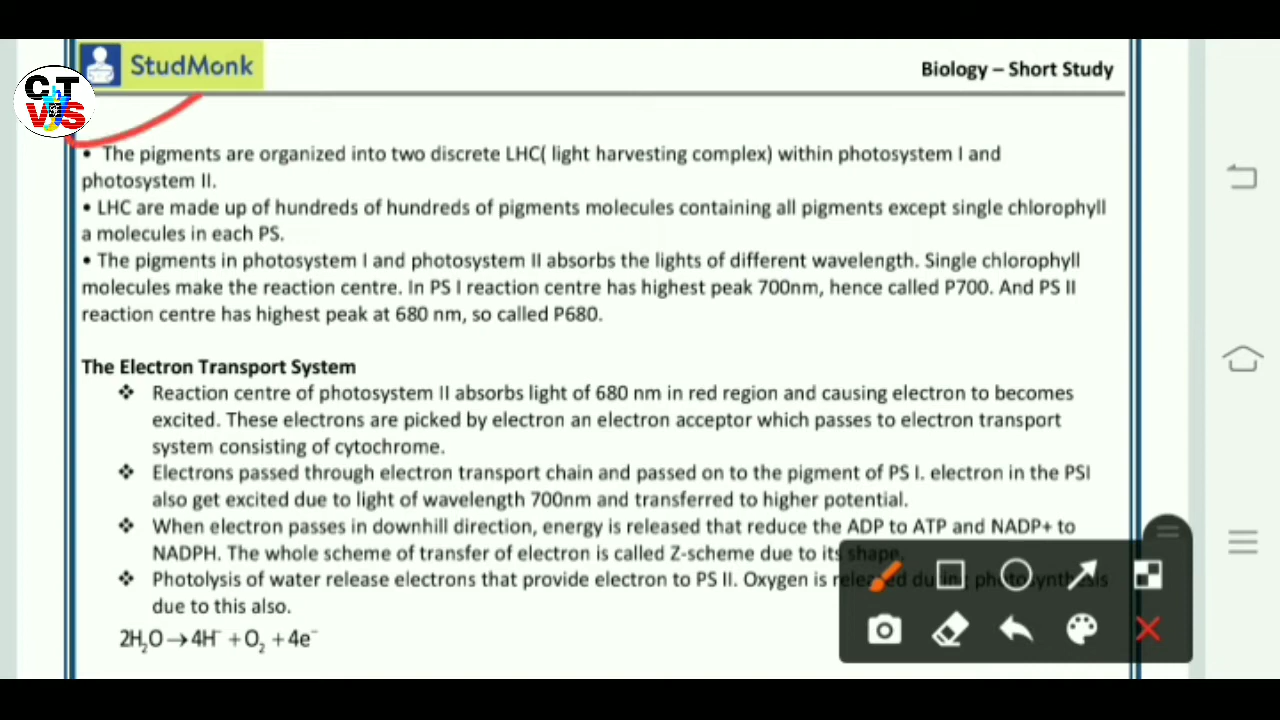 StudMonk
Biology – Short Study
CT
WS
• The pigments are organized into two discrete LHC( light harvesting complex) within photosystem I and
photosystem II.
• LHC are made up of hundreds of hundreds of pigments molecules containing all pigments except single chlorophyll
a molecules in each PS.
• The pigments in photosystem I and photosystem II absorbs the lights of different wavelength. Single chlorophyll
molecules make the reaction centre. In PS I reaction centre has highest peak 700nm, hence called P700. And PS II
reaction centre has highest peak at 680 nm, so called P680.
The Electron Transport System
❖ Reaction centre of photosystem II absorbs light of 680 nm in red region and causing electron to becomes
excited. These electrons are picked by electron an electron acceptor which passes to electron transport
system consisting of cytochrome.
❖ Electrons passed through electron transport chain and passed on to the pigment of PS I. electron in the PSI
also get excited due to light of wavelength 700nm and transferred to higher potential.
❖ When electron passes in downhill direction, energy is released that reduce the ADP to ATP and NADP+ to
NADPH. The whole scheme of transfer of electron is called Z-scheme due to its shape.
❖ Photolysis of water release electrons that provide electron to PS II. Oxygen is released during photosynthesis
due to this also.
2H₂O → 4H⁻ + O₂ + 4e⁻